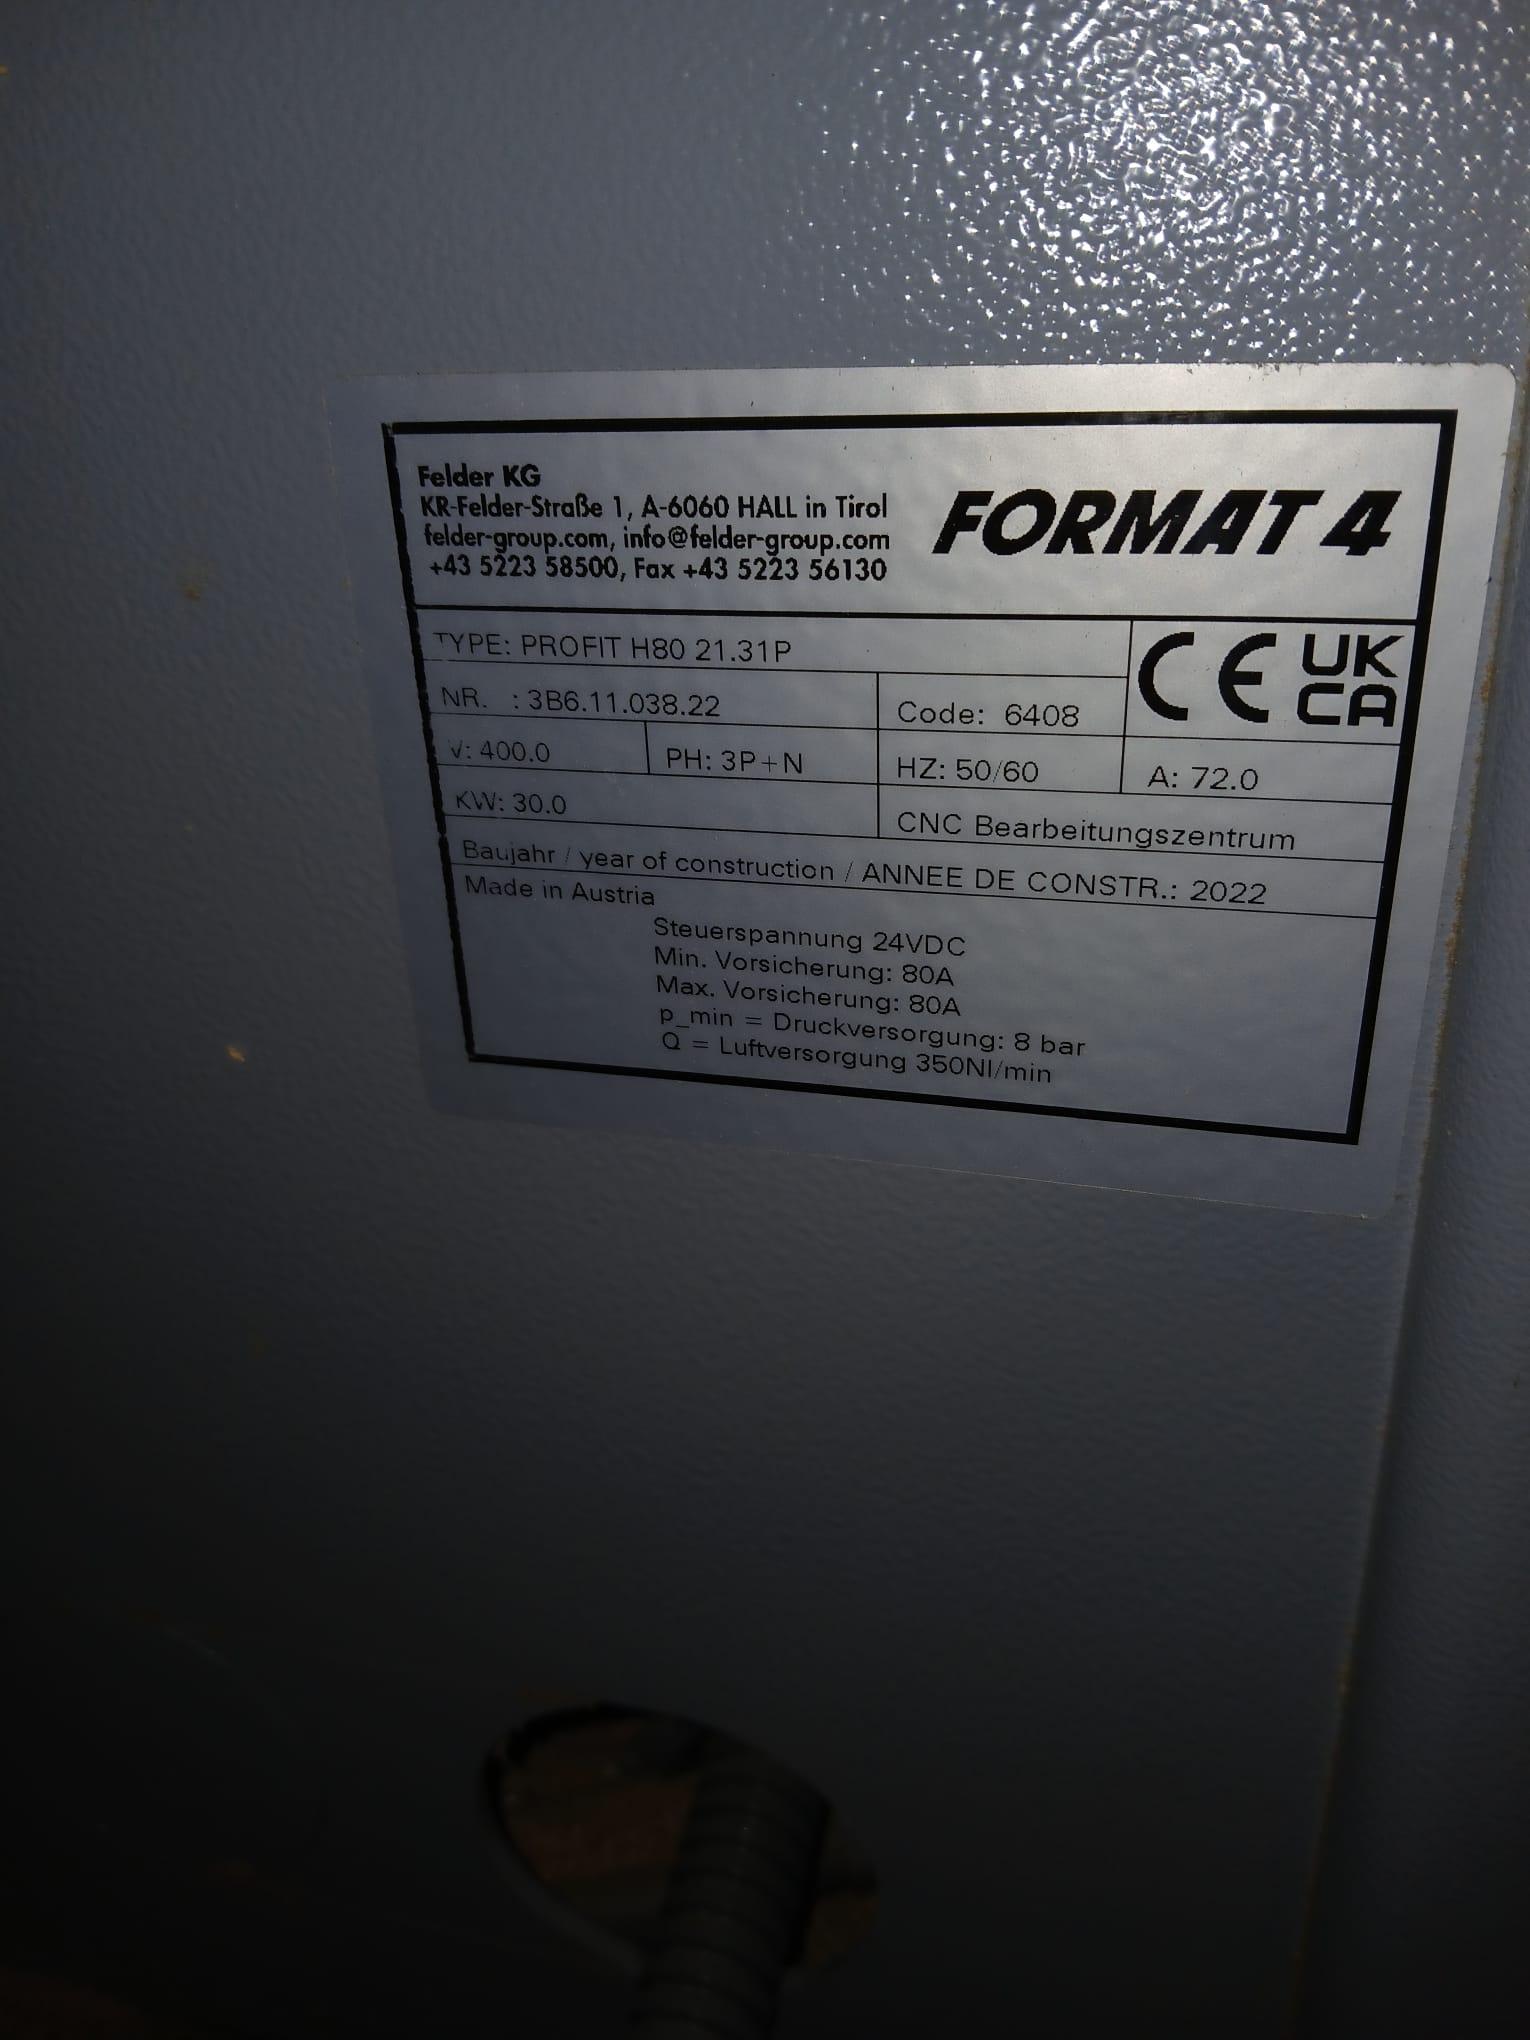 Felder KG
KR-Felder-Straße 1, A-6060 HALL in Tirol
felder-group.com, info@felder-group.com
+43 5223 58500, Fax +43 5223 56130
FORMAT 4
TYPE: PROFIT H80 21.31P
CE UK
CA
NR. : 3B6.11.038.22 Code: 6408
V: 400.0 PH: 3P+N HZ: 50/60 A: 72.0
KW: 30.0 CNC Bearbeitungszentrum
Baujahr / year of construction / ANNEE DE CONSTR.: 2022
Made in Austria
Steuerspannung 24VDC
Min. Vorsicherung: 80A
Max. Vorsicherung: 80A
p_min = Druckversorgung: 8 bar
Q = Luftversorgung 350Nl/min